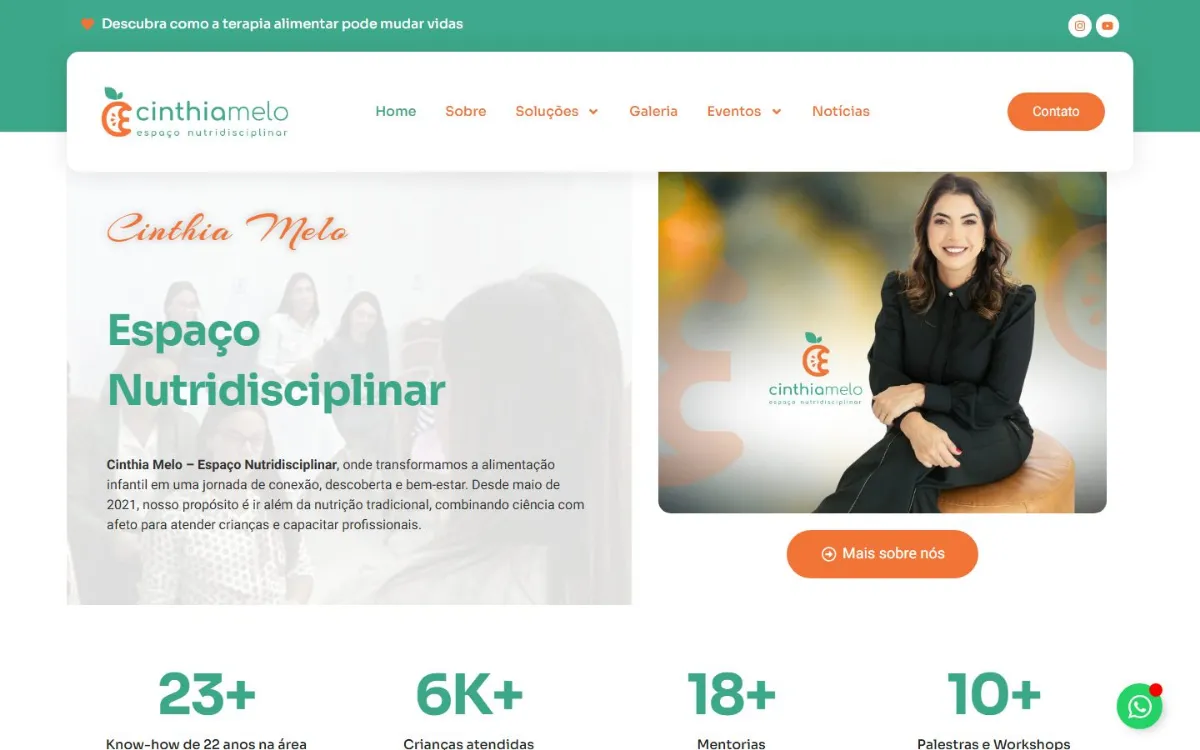 Descubra como a terapia alimentar pode mudar vidas
cinthiamelo
espaço nutridisciplinar
Home
Sobre
Soluções
Galeria
Eventos
Notícias
Contato
Cinthia Melo
Espaço
Nutridisciplinar
Cinthia Melo – Espaço Nutridisciplinar, onde transformamos a alimentação
infantil em uma jornada de conexão, descoberta e bem-estar. Desde maio de
2021, nosso propósito é ir além da nutrição tradicional, combinando ciência com
afeto para atender crianças e capacitar profissionais.
cinthiamelo
espaço nutridisciplinar
Mais sobre nós
23+
6K+
18+
10+
Know-how de 22 anos na área
Crianças atendidas
Mentorias
Palestras e Workshops